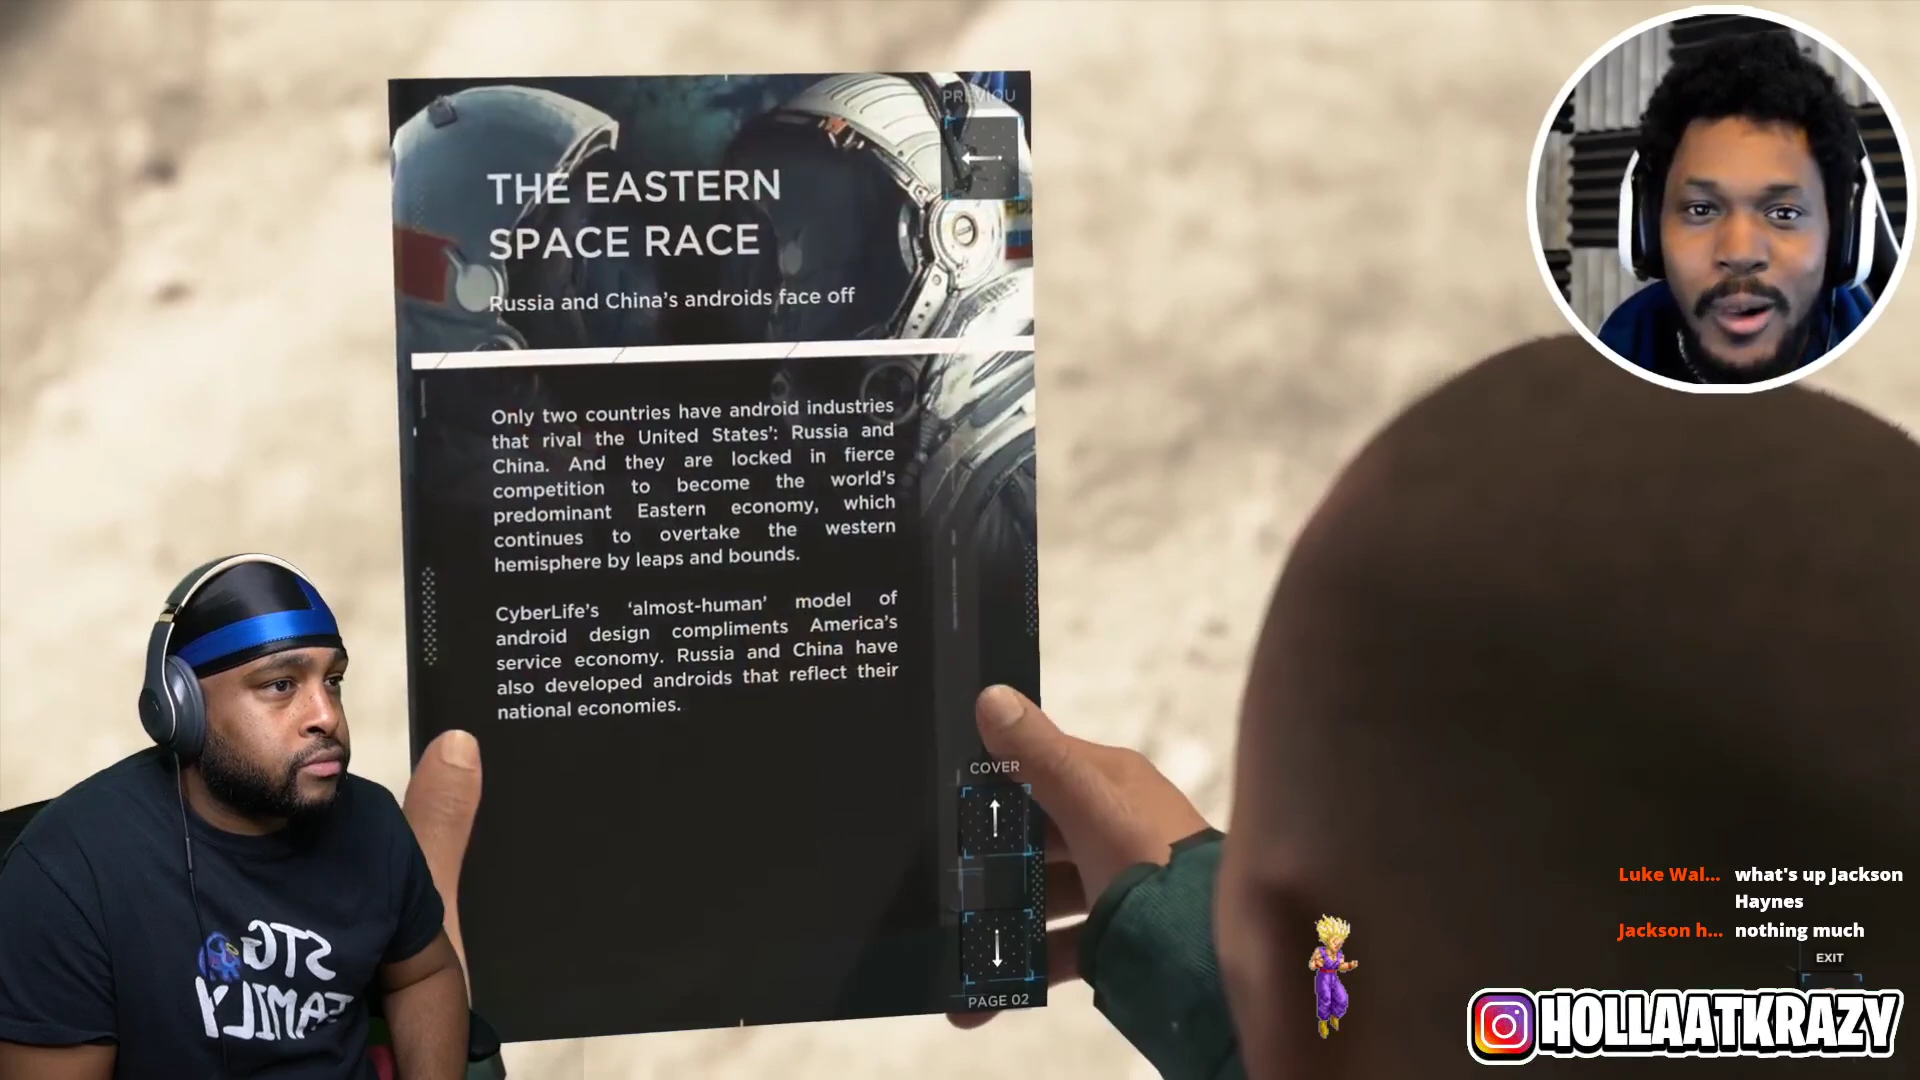 PREVIOU
THE EASTERN
SPACE RACE
Russia and China's androids face off
Only two countries have android industries
that rival the United States': Russia and
China. And they are locked in fierce
competition to become the world's
predominant Eastern economy, which
continues to overtake the western
hemisphere by leaps and bounds.
CyberLife's 'almost-human' model of
android design compliments America's
service economy. Russia and China have
also developed androids that reflect their
national economies.
COVER
PAGE 02
STG
FAMILY
Luke Wal... what's up Jackson
Haynes
Jackson h... nothing much
EXIT
HOLLAATKRAZY